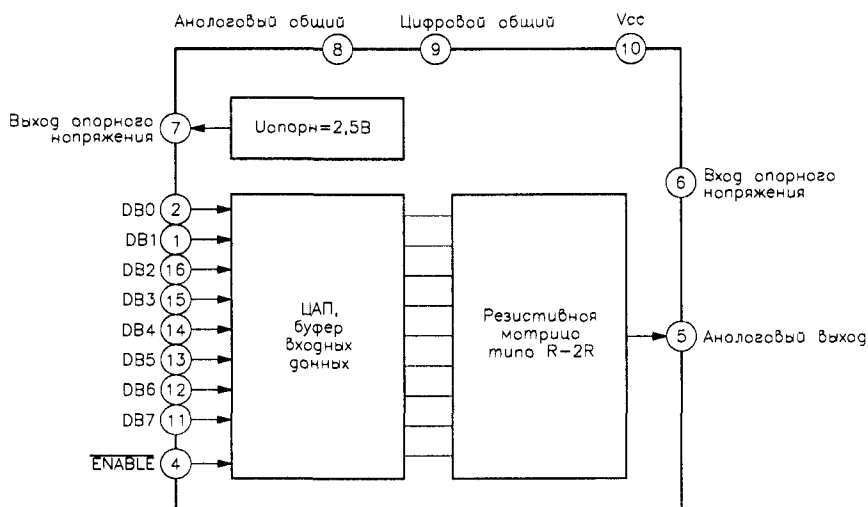 Аналоговый общий
Цифровой общий
Vcc
8
9
10
Выход опорного
напряжения
7
Uопорн=2,5В
6
Вход опорного
напряжения
DB0
2
DB1
1
DB2
16
DB3
15
DB4
14
DB5
13
DB6
12
DB7
11
ENABLE
4
ЦАП,
буфер
входных
данных
Резистивная
матрица
типа R-2R
5
Аналоговый выход